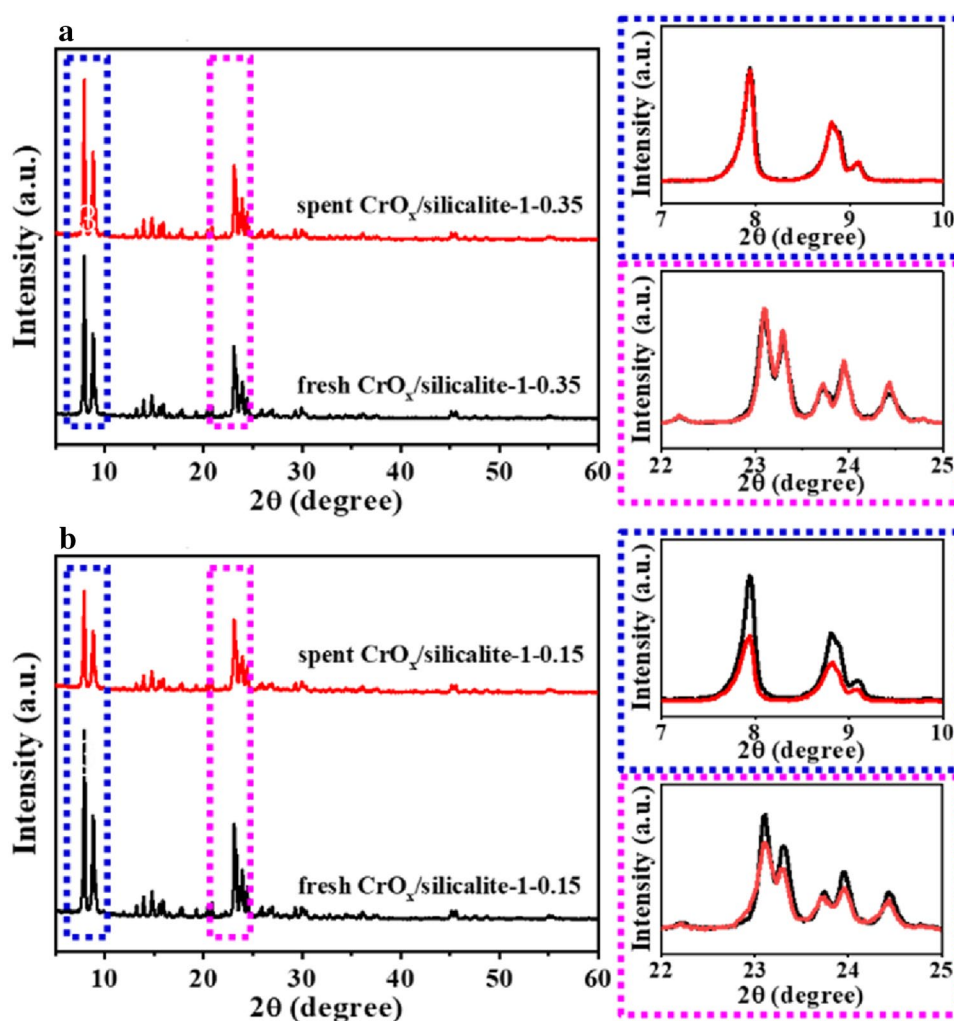 a
Intensity (a.u.)
spent CrOx/silicalite-1-0.35
3
fresh CrOx/silicalite-1-0.35
10 20 30 40 50 60
2θ (degree)
Intensity (a.u.)
7 8 9 10
2θ (degree)
Intensity (a.u.)
22 23 24 25
2θ (degree)
b
Intensity (a.u.)
spent CrOx/silicalite-1-0.15
fresh CrOx/silicalite-1-0.15
10 20 30 40 50 60
2θ (degree)
Intensity (a.u.)
7 8 9 10
2θ (degree)
Intensity (a.u.)
22 23 24 25
2θ (degree)